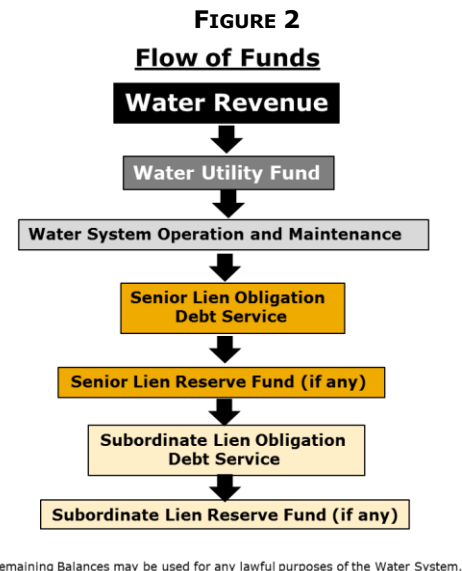 FIGURE 2
Flow of Funds
Water Revenue
Water Utility Fund
Water System Operation and Maintenance
Senior Lien Obligation
Debt Service
Senior Lien Reserve Fund (if any)
Subordinate Lien Obligation
Debt Service
Subordinate Lien Reserve Fund (if any)
emaining Balances may be used for any lawful purposes of the Water System.